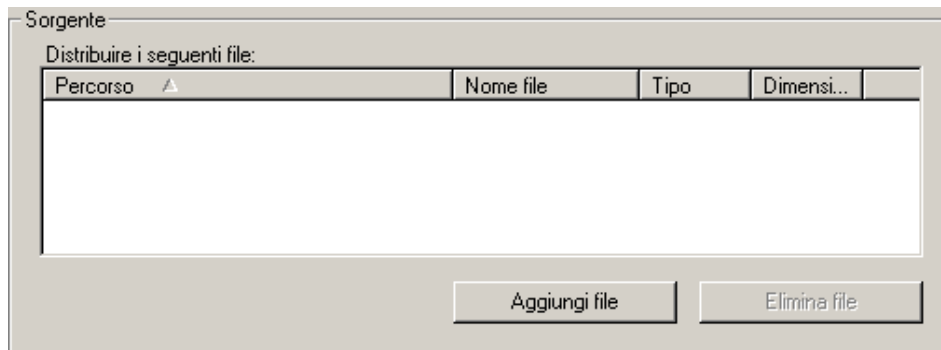 Sorgente
Distribuire i seguenti file:
Percorso Nome file Tipo Dimensi...
Aggiungi file Elimina file